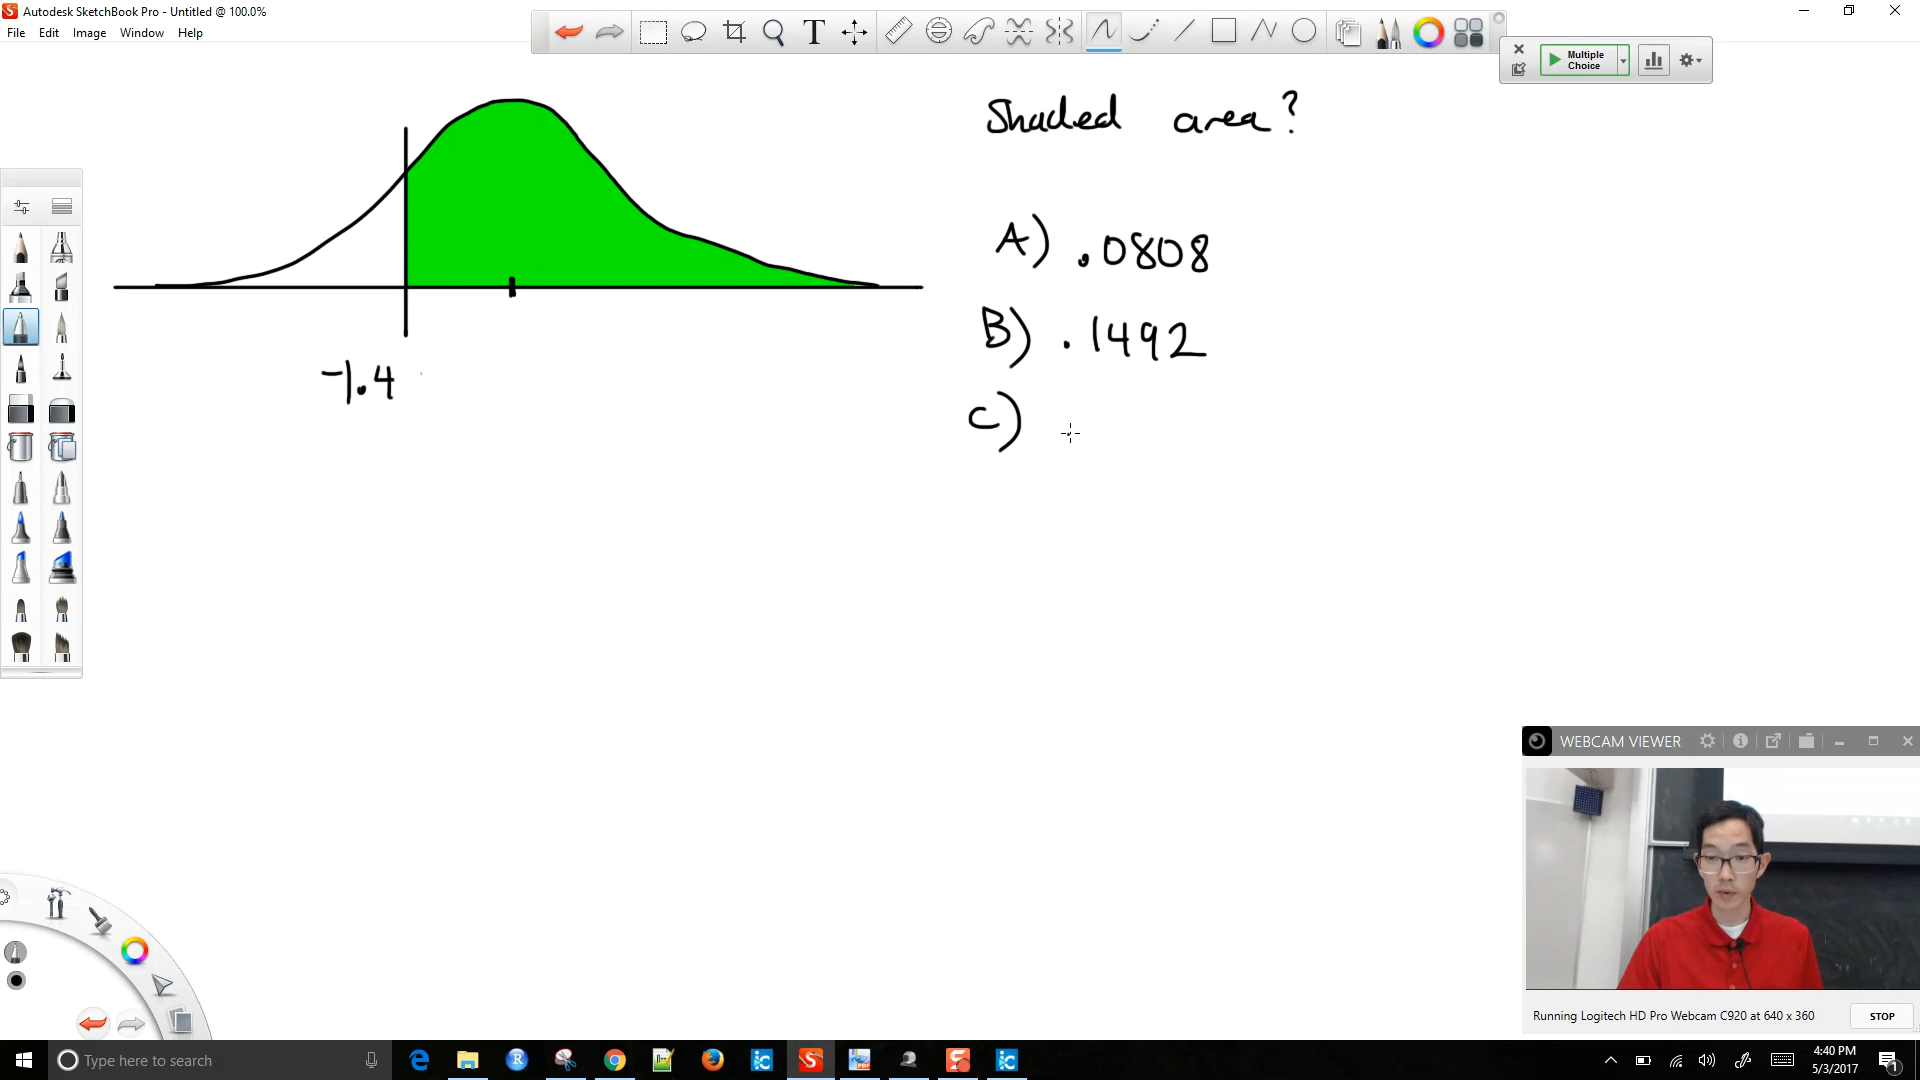 Autodesk SketchBook Pro - Untitled @ 100.0%
File Edit Image Window Help
T
Multiple
Choice
Shaded area?
A) .0808
B) .1492
C) .
-1.4
WEBCAM VIEWER
Running Logitech HD Pro Webcam C920 at 640 x 360
STOP
Type here to search
4:40 PM
5/3/2017
1